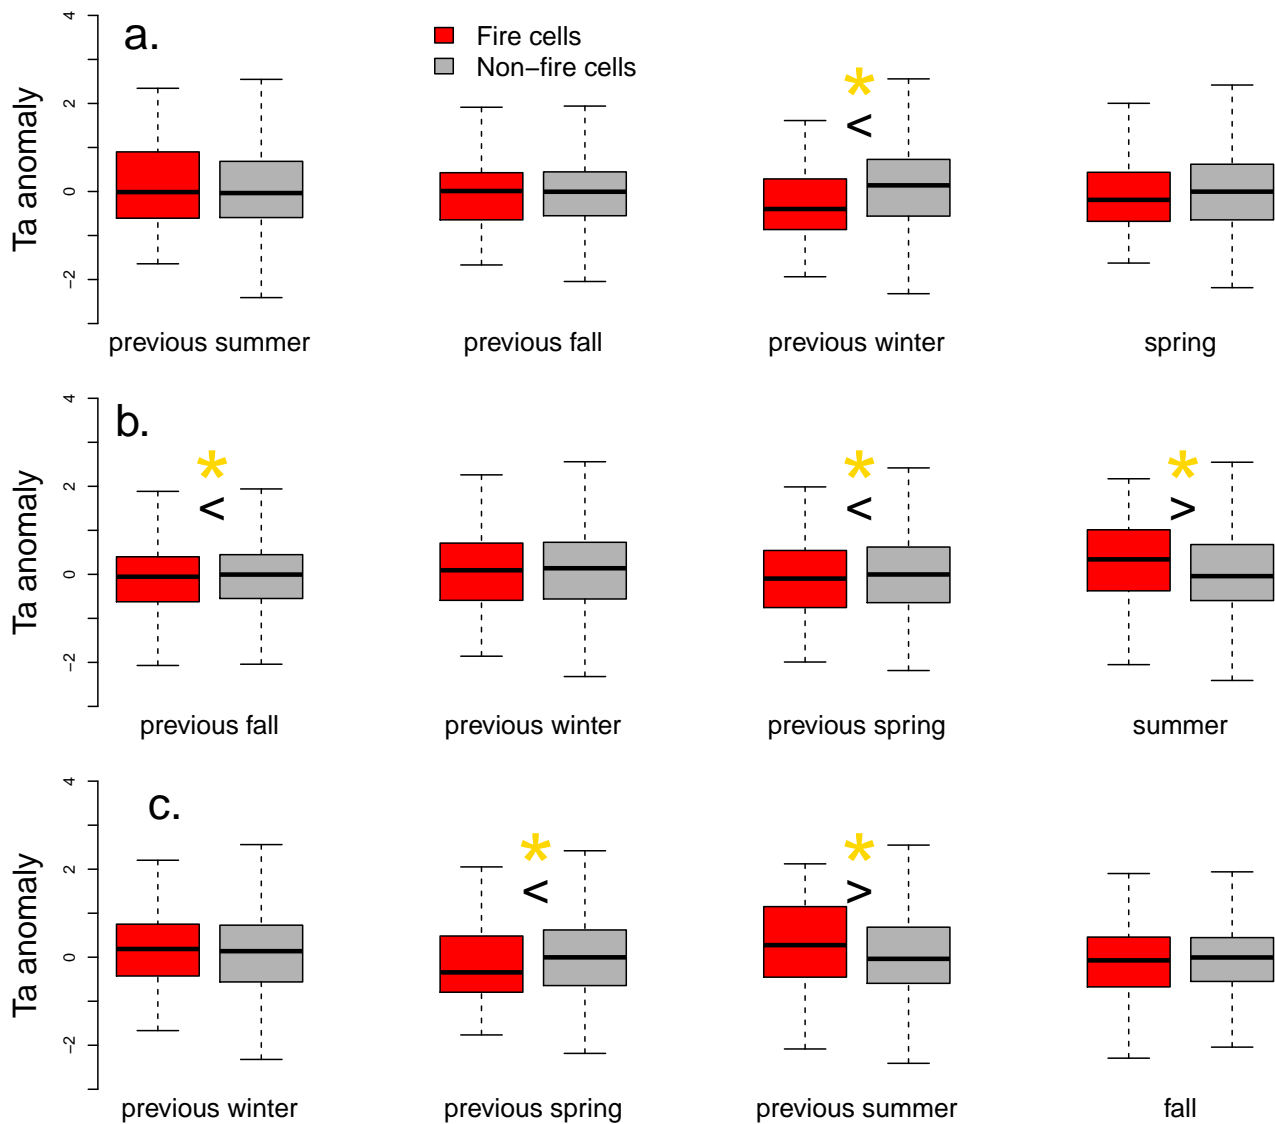 a.
Fire cells
Non−fire cells
*
<
Ta anomaly
4
2
0
−2
previous summer
previous fall
previous winter
spring
b.
*
<
*
<
*
>
Ta anomaly
4
2
0
−2
previous fall
previous winter
previous spring
summer
c.
*
<
*
>
Ta anomaly
4
2
0
−2
previous winter
previous spring
previous summer
fall